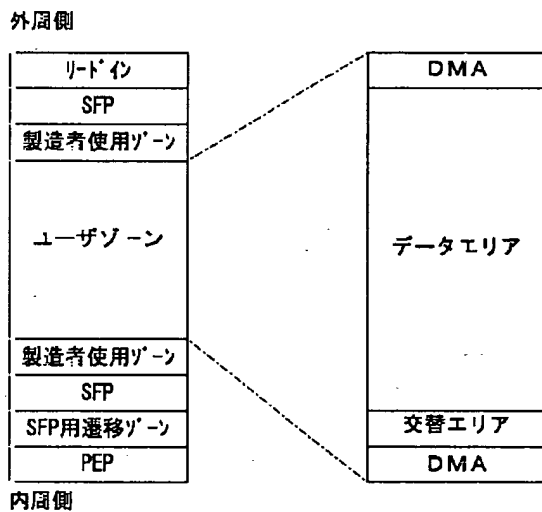 外周側
リードイン
SFP
製造者使用ゾーン
ユーザゾーン
製造者使用ゾーン
SFP
SFP用遷移ゾーン
PEP
内周側
DMA
データエリア
交替エリア
DMA